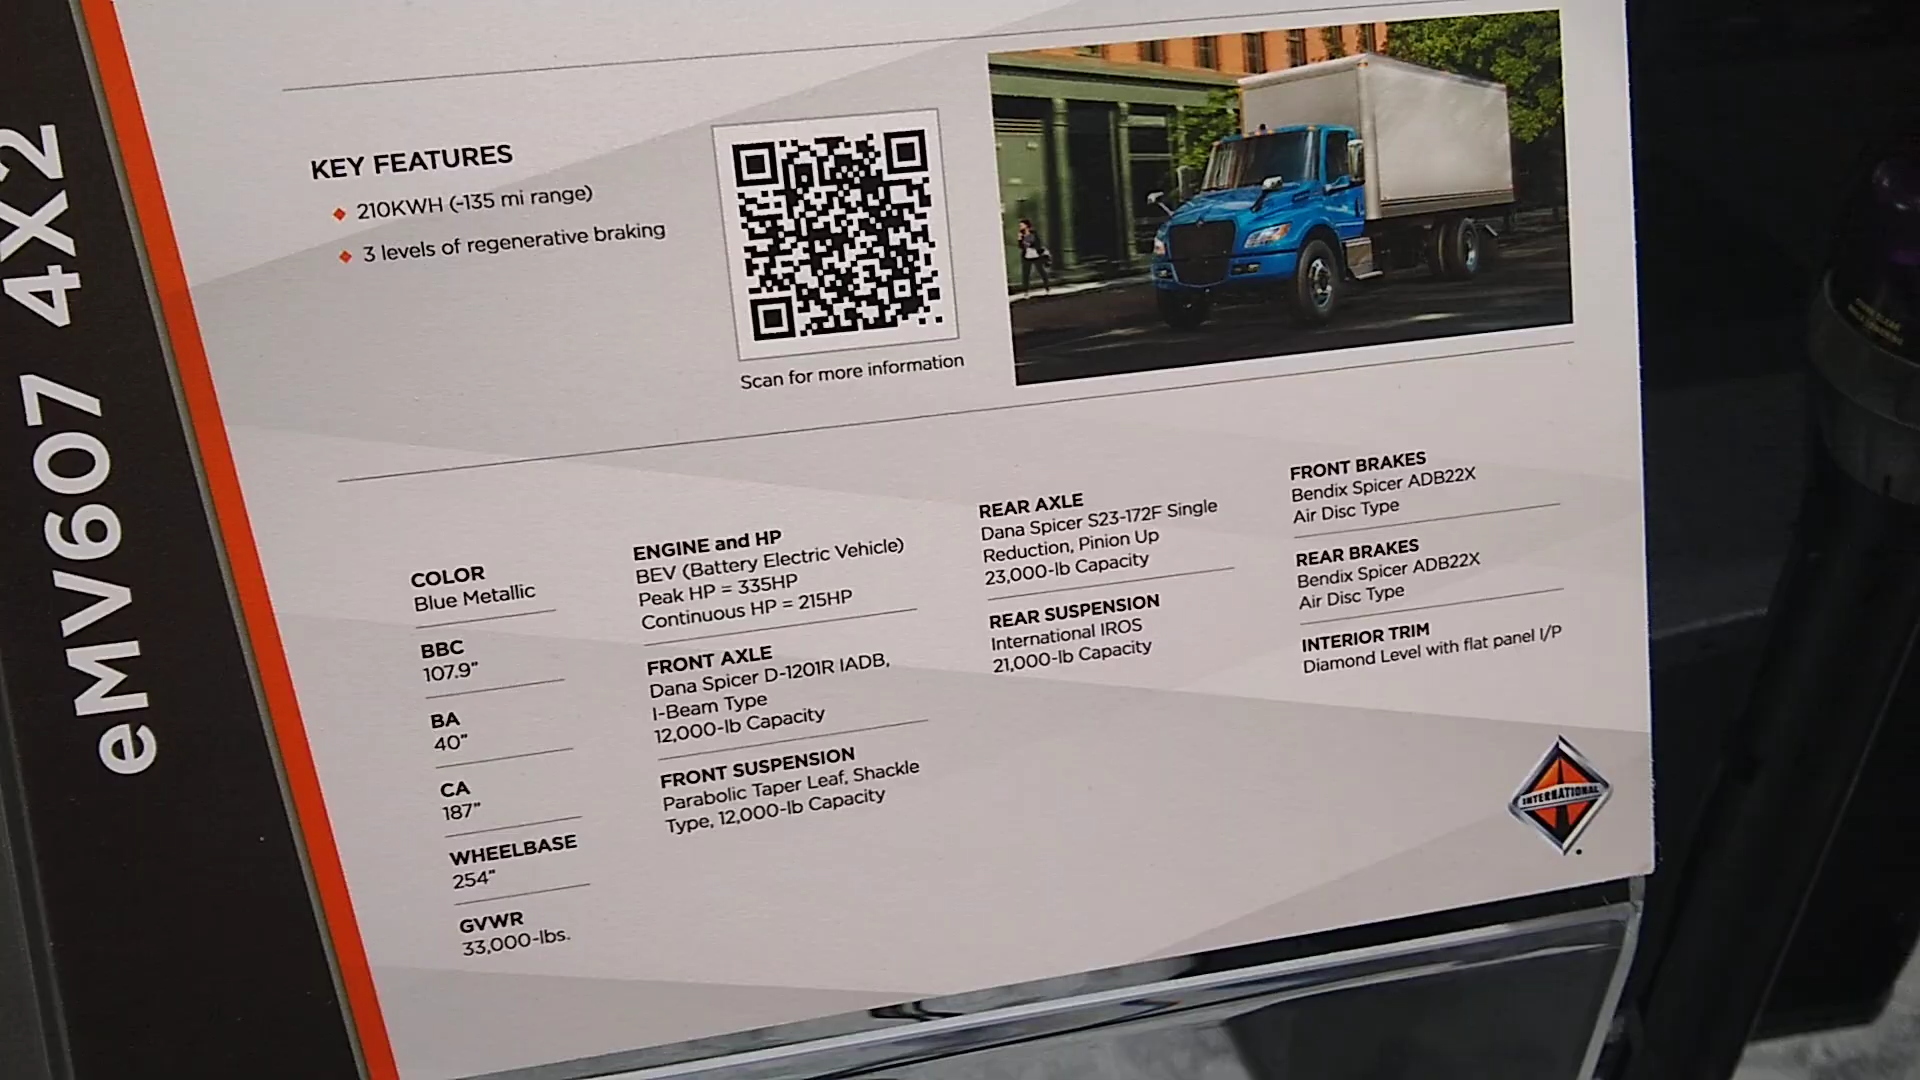 eMV607 4X2
KEY FEATURES
210KWH (~135 mi range)
3 levels of regenerative braking
Scan for more information
COLOR
Blue Metallic
BBC
107.9"
BA
40"
CA
187"
WHEELBASE
254"
GVWR
33,000-lbs.
ENGINE and HP
BEV (Battery Electric Vehicle)
Peak HP = 335HP
Continuous HP = 215HP
FRONT AXLE
Dana Spicer D-1201R IADB,
I-Beam Type
12,000-lb Capacity
FRONT SUSPENSION
Parabolic Taper Leaf, Shackle
Type, 12,000-lb Capacity
REAR AXLE
Dana Spicer S23-172F Single
Reduction, Pinion Up
23,000-lb Capacity
REAR SUSPENSION
International IROS
21,000-lb Capacity
FRONT BRAKES
Bendix Spicer ADB22X
Air Disc Type
REAR BRAKES
Bendix Spicer ADB22X
Air Disc Type
INTERIOR TRIM
Diamond Level with flat panel I/P
INTERNATIONAL